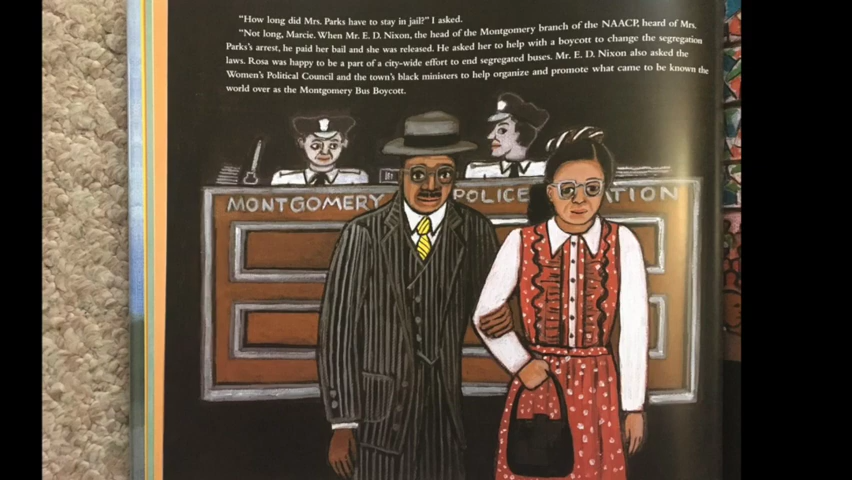 "How long did Mrs. Parks have to stay in jail?" I asked.
"Not long, Marcie. When Mr. E. D. Nixon, the head of the Montgomery branch of the NAACP, heard of Mrs.
Parks's arrest, he paid her bail and she was released. He asked her to help with a boycott to change the segregation
laws. Rosa was happy to be a part of a city-wide effort to end segregated buses. Mr. E. D. Nixon also asked the
Women's Political Council and the town's black ministers to help organize and promote what came to be known the
world over as the Montgomery Bus Boycott.
MONTGOMERY POLICE ATION